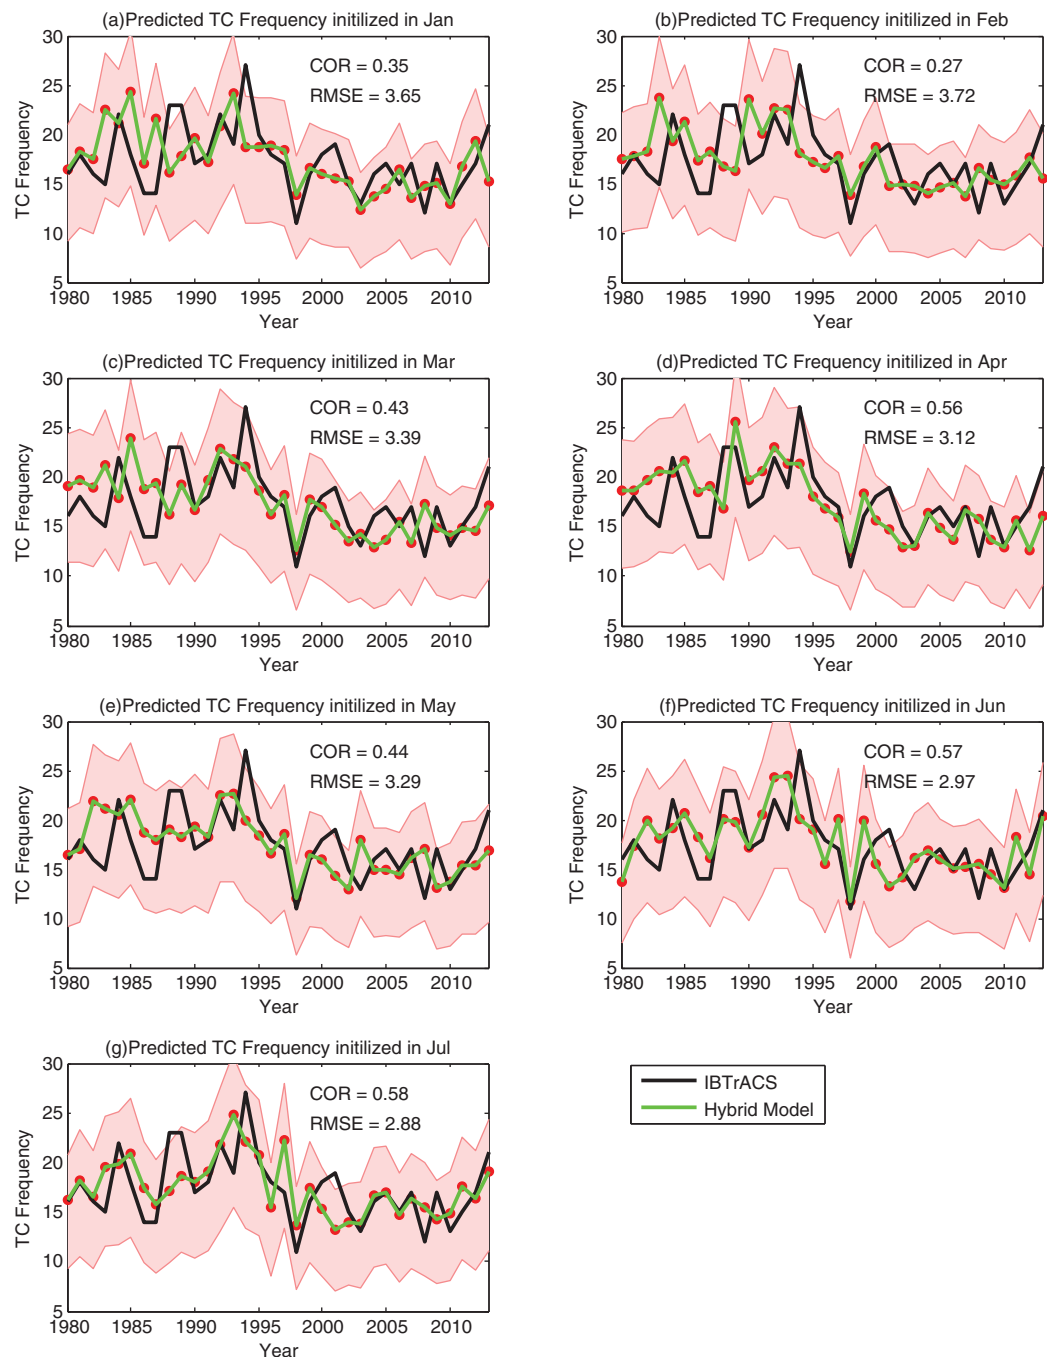 (a)Predicted TC Frequency initilized in Jan
COR = 0.35
RMSE = 3.65
TC Frequency
30
25
20
15
10
5
1980 1985 1990 1995 2000 2005 2010
Year
(b)Predicted TC Frequency initilized in Feb
COR = 0.27
RMSE = 3.72
TC Frequency
30
25
20
15
10
5
1980 1985 1990 1995 2000 2005 2010
Year
(c)Predicted TC Frequency initilized in Mar
COR = 0.43
RMSE = 3.39
TC Frequency
30
25
20
15
10
5
1980 1985 1990 1995 2000 2005 2010
Year
(d)Predicted TC Frequency initilized in Apr
COR = 0.56
RMSE = 3.12
TC Frequency
30
25
20
15
10
5
1980 1985 1990 1995 2000 2005 2010
Year
(e)Predicted TC Frequency initilized in May
COR = 0.44
RMSE = 3.29
TC Frequency
30
25
20
15
10
5
1980 1985 1990 1995 2000 2005 2010
Year
(f)Predicted TC Frequency initilized in Jun
COR = 0.57
RMSE = 2.97
TC Frequency
30
25
20
15
10
5
1980 1985 1990 1995 2000 2005 2010
Year
(g)Predicted TC Frequency initilized in Jul
COR = 0.58
RMSE = 2.88
TC Frequency
30
25
20
15
10
5
1980 1985 1990 1995 2000 2005 2010
Year
IBTrACS
Hybrid Model